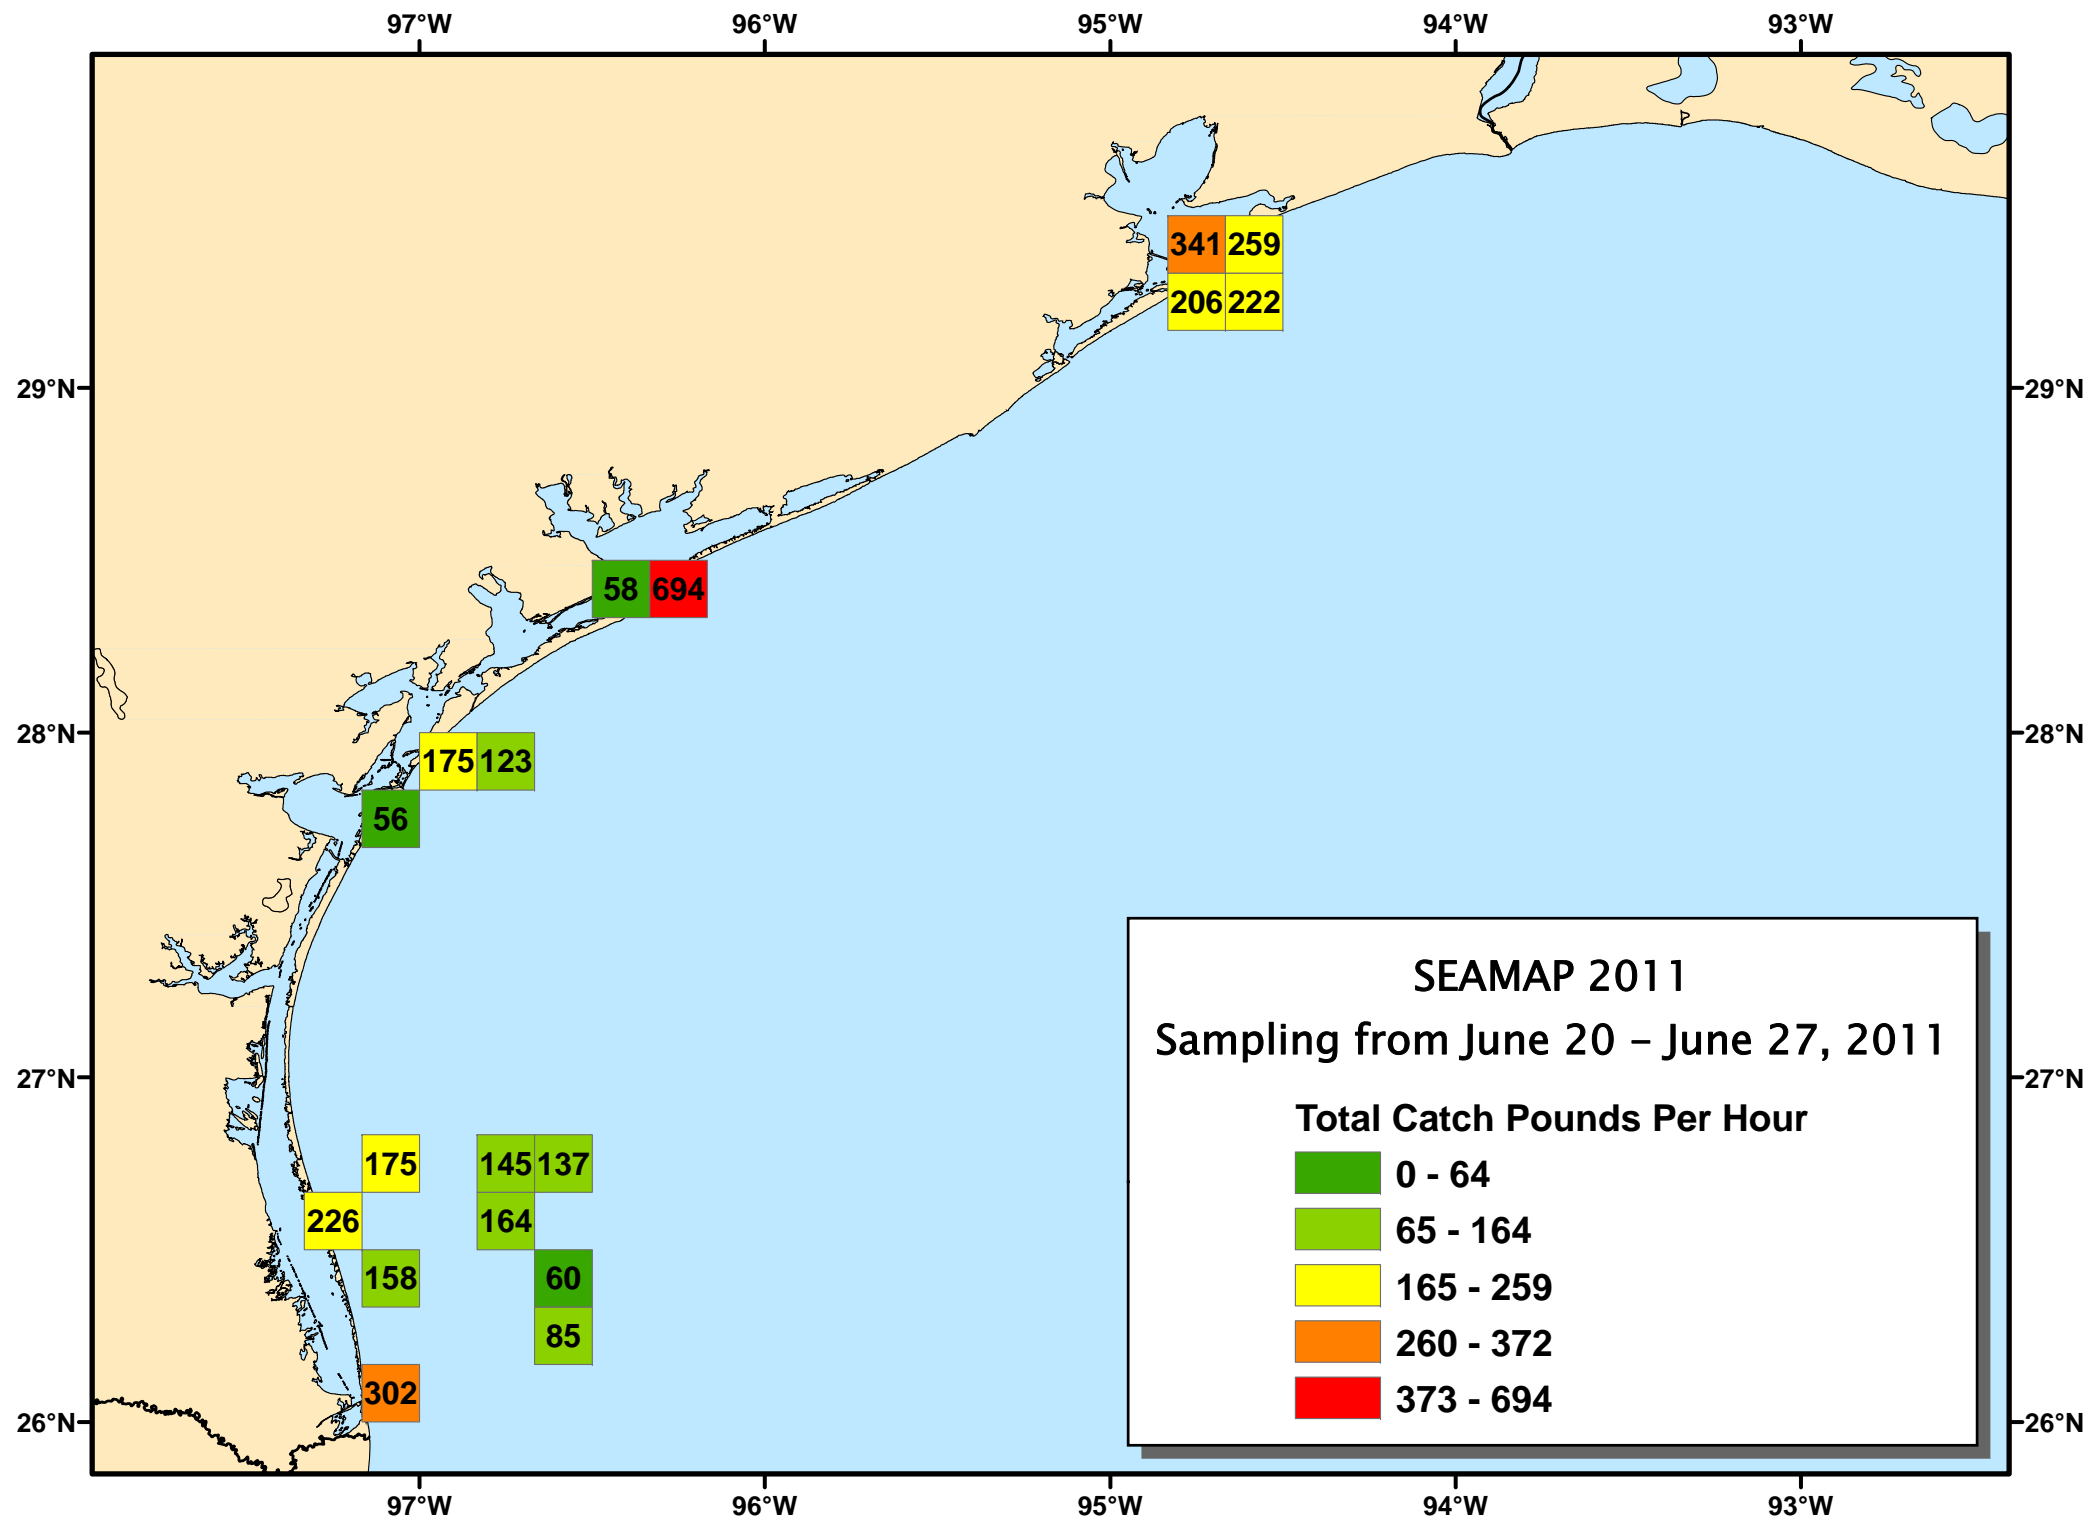 97°W 96°W 95°W 94°W 93°W
341 259
206 222
29°N 29°N
58 694
28°N 28°N
175 123
56
SEAMAP 2011
Sampling from June 20 – June 27, 2011
27°N 27°N
Total Catch Pounds Per Hour
175 145 137
0 - 64
226 164
65 - 164
158 60
165 - 259
85
260 - 372
302
373 - 694
26°N 26°N
97°W 96°W 95°W 94°W 93°W